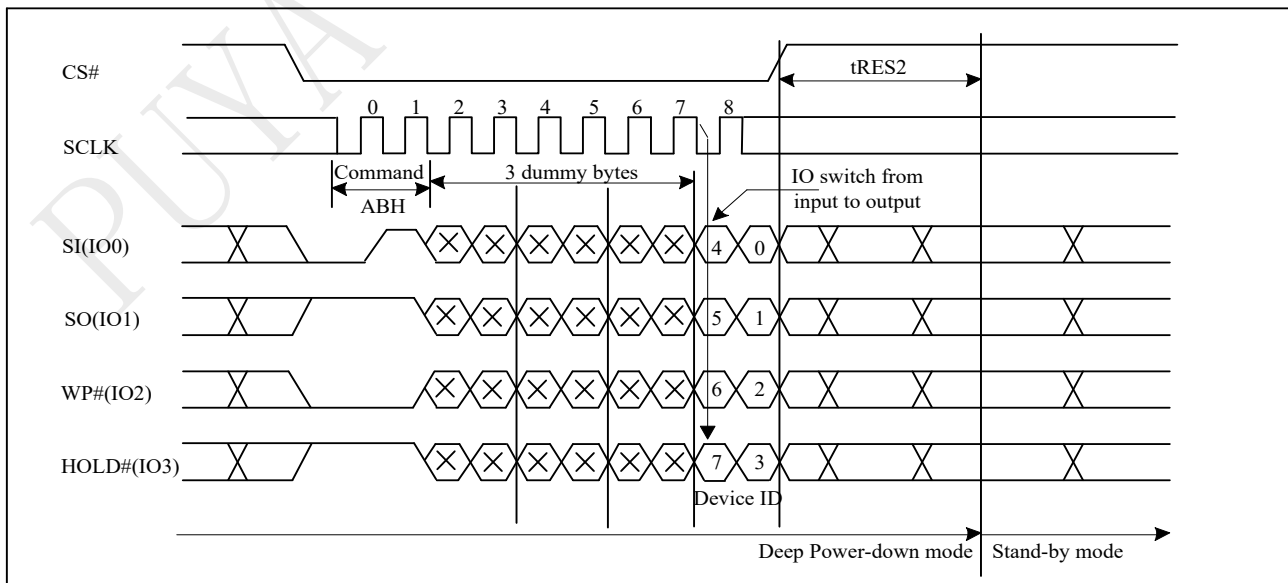 PUYA
CS#
tRES2
0 1 2 3 4 5 6 7 8
SCLK
Command
3 dummy bytes
IO switch from
input to output
ABH
SI(IO0)
4 0
SO(IO1)
5 1
WP#(IO2)
6 2
HOLD#(IO3)
7 3
Device ID
Deep Power-down mode
Stand-by mode